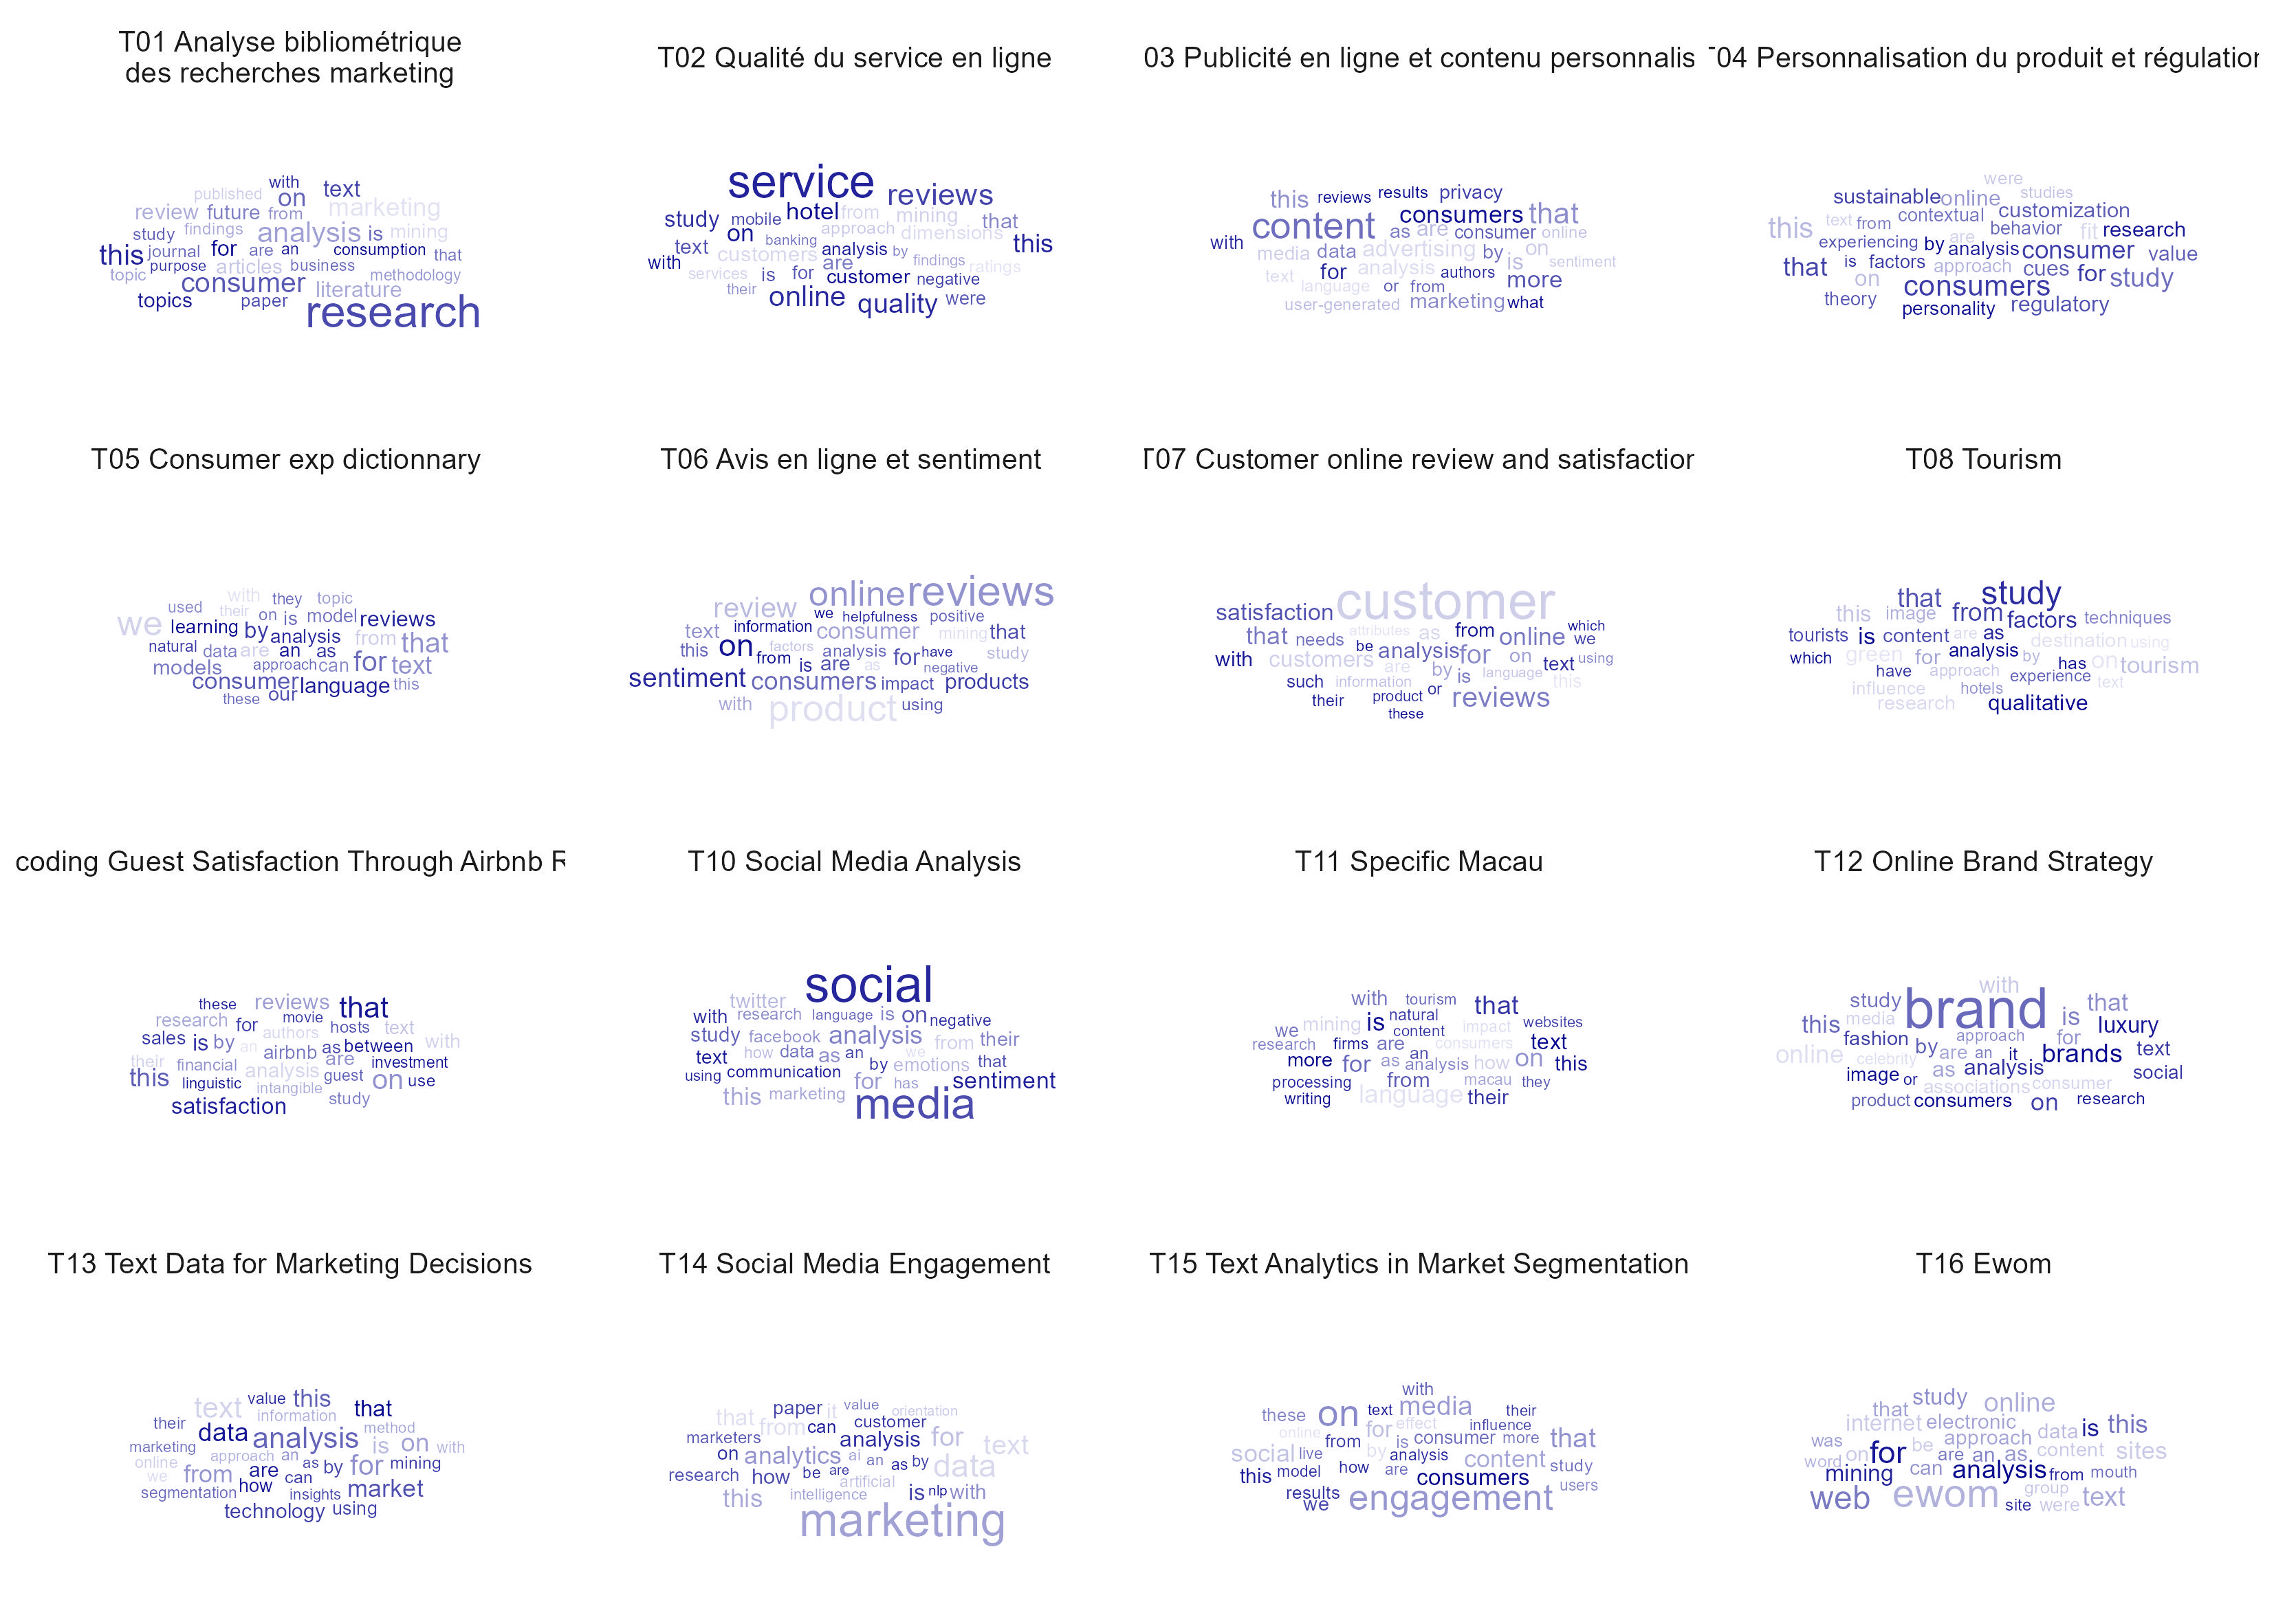 T01 Analyse bibliométrique
des recherches marketing
T02 Qualité du service en ligne
03 Publicité en ligne et contenu personnalis
04 Personnalisation du produit et régulation
published with text
on
review future from marketing
study findings analysis is mining
this journal for are an consumption that
topic purpose articles business methodology
consumer literature
topics paper research
service reviews
study mobile hotel from mining that
on approach dimensions this
text banking analysis by
with customers are findings ratings
services is for customer negative
their online quality were
this reviews results privacy
content consumers that
with as are consumer online
media data advertising by on
text for analysis authors is sentiment
language or from more
user-generated marketing what
were
sustainable online studies
this text from contextual customization
behavior fit research
experiencing by are analysis consumer value
that is factors approach cues for study
on consumers
theory personality regulatory
T05 Consumer exp dictionnary
T06 Avis en ligne et sentiment
T07 Customer online review and satisfaction
T08 Tourism
with they topic
used their on is model reviews
we learning by analysis from that
natural data are an as
models approach can for text
consumer language this
these our
online reviews
review we helpfulness positive
text information consumer mining that
this on factors analysis for have study
from is are as negative
sentiment consumers impact products
with product using
satisfaction customer
that needs attributes as from online which
be analysis for we
with customers are by is on text using
such information language this
their product or reviews
these
that study
this image from factors techniques
tourists is content are as destination using
which green for analysis by has on tourism
have approach experience text
influence hotels
research qualitative
coding Guest Satisfaction Through Airbnb R
T10 Social Media Analysis
T11 Specific Macau
T12 Online Brand Strategy
these reviews that
research for movie hosts text
sales is by authors as between with
an airbnb
their financial analysis are investment
this linguistic intangible guest on use
satisfaction study
twitter social
with research language is on negative
study facebook analysis from their
text how data as an we
using communication by emotions that
for has sentiment
this marketing media
with tourism that
we mining is natural content impact websites
research firms are an consumers text
more for as analysis how on this
processing from macau they
writing language their
with
study brand is that
this media approach for luxury
fashion by are an it brands text
online celebrity as analysis social
image or associations consumer
product consumers on research
T13 Text Data for Marketing Decisions
T14 Social Media Engagement
T15 Text Analytics in Market Segmentation
T16 Ewom
text value this that
their information
data analysis method
marketing approach an is on with
online as by for mining
we from are can
segmentation how insights market
technology using
paper it value orientation
that from can customer
marketers analysis for text
on analytics ai an as by data
research how be are
artificial
this intelligence is nlp with
marketing
with
these on text media their
online for effect influence
from is consumer more that
social live by analysis content study
this model how are consumers
results engagement users
we
study online
that internet electronic data is this
was approach
on for be are an as content sites
word mining can analysis from mouth
web ewom group text
site were